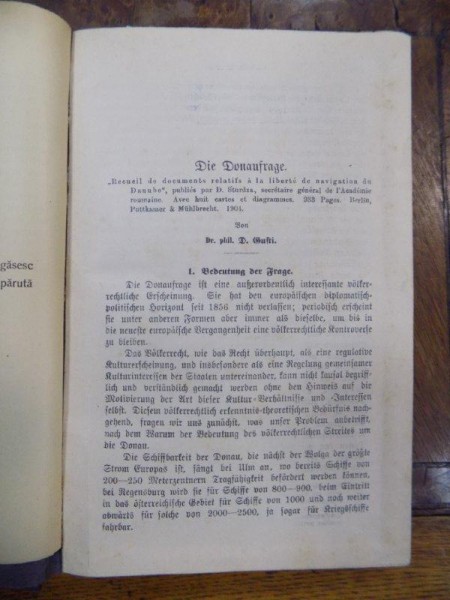 găsese
părută
Die Donaufrage.
„Recueil de documents relatifs à la liberté de navigation du
Danube“, publiés par D. Sturdza, secrétaire général de l'Académie
roumaine. Avec huit cartes et diagrammes. 933 Pages. Berlin,
Puttkamer & Mühlbrecht. 1904.
Von
Dr. phil. D. Gusti.
1. Bedeutung der Frage.
Die Donaufrage ist eine außerordentlich interessante völker-
rechtliche Erscheinung. Sie hat den europäischen diplomatisch-
politischen Horizont seit 1856 nicht verlassen; periodisch erscheint
sie unter anderen Formen aber immer als dieselbe, um bis in
die neueste europäische Vergangenheit eine völkerrechtliche Kontroverse
zu bleiben.
Das Völkerrecht, wie das Recht überhaupt, als eine regulative
Kulturerscheinung, und insbesondere als eine Regelung gemeinsamer
Kulturinteressen der Staaten untereinander, kann nicht kausal begriff-
lich und verständlich gemacht werden ohne den Hinweis auf die
Motivierung der Art dieser Kultur-Verhältnisse und -Interessen
selbst. Diesem völkerrechtlich erkenntnis-theoretischen Bedürfnis nach-
gehend, fragen wir uns zunächst, was unser Problem anbetrifft,
nach dem Warum der Bedeutung des völkerrechtlichen Streites um
die Donau.
Die Schiffbarkeit der Donau, die nächst der Wolga der größte
Strom Europas ist, fängt bei Ulm an, wo bereits Schiffe von
200—250 Meterzentnern Tragfähigkeit befördert werden können,
bei Regensburg wird sie für Schiffe von 800—900, beim Eintritt
in das österreichische Gebiet für Schiffe von 1000 und noch weiter
abwärts für solche von 2000—2500, ja sogar für Kriegsschiffe
fahrbar.